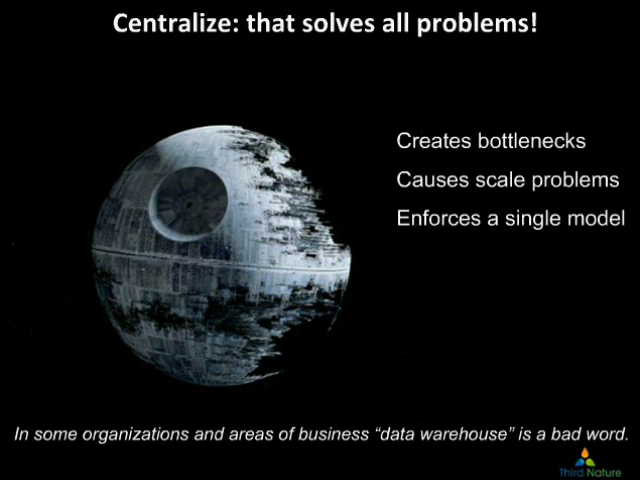 Centralize: that solves all problems!
Creates bottlenecks
Causes scale problems
Enforces a single model
In some organizations and areas of business “data warehouse” is a bad word.
Third Nature